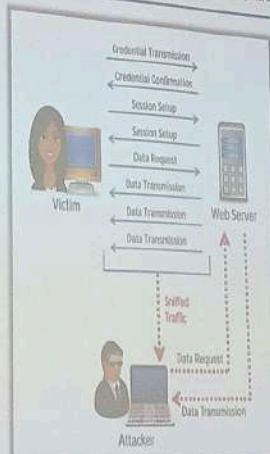 Credential Transmission
Credential Confirmation
Session Setup
Session Setup
Data Request
Data Transmission
Data Transmission
Data Transmission
Victim
Web Server
Sniffed
Traffic
Data Request
Data Transmission
Attacker